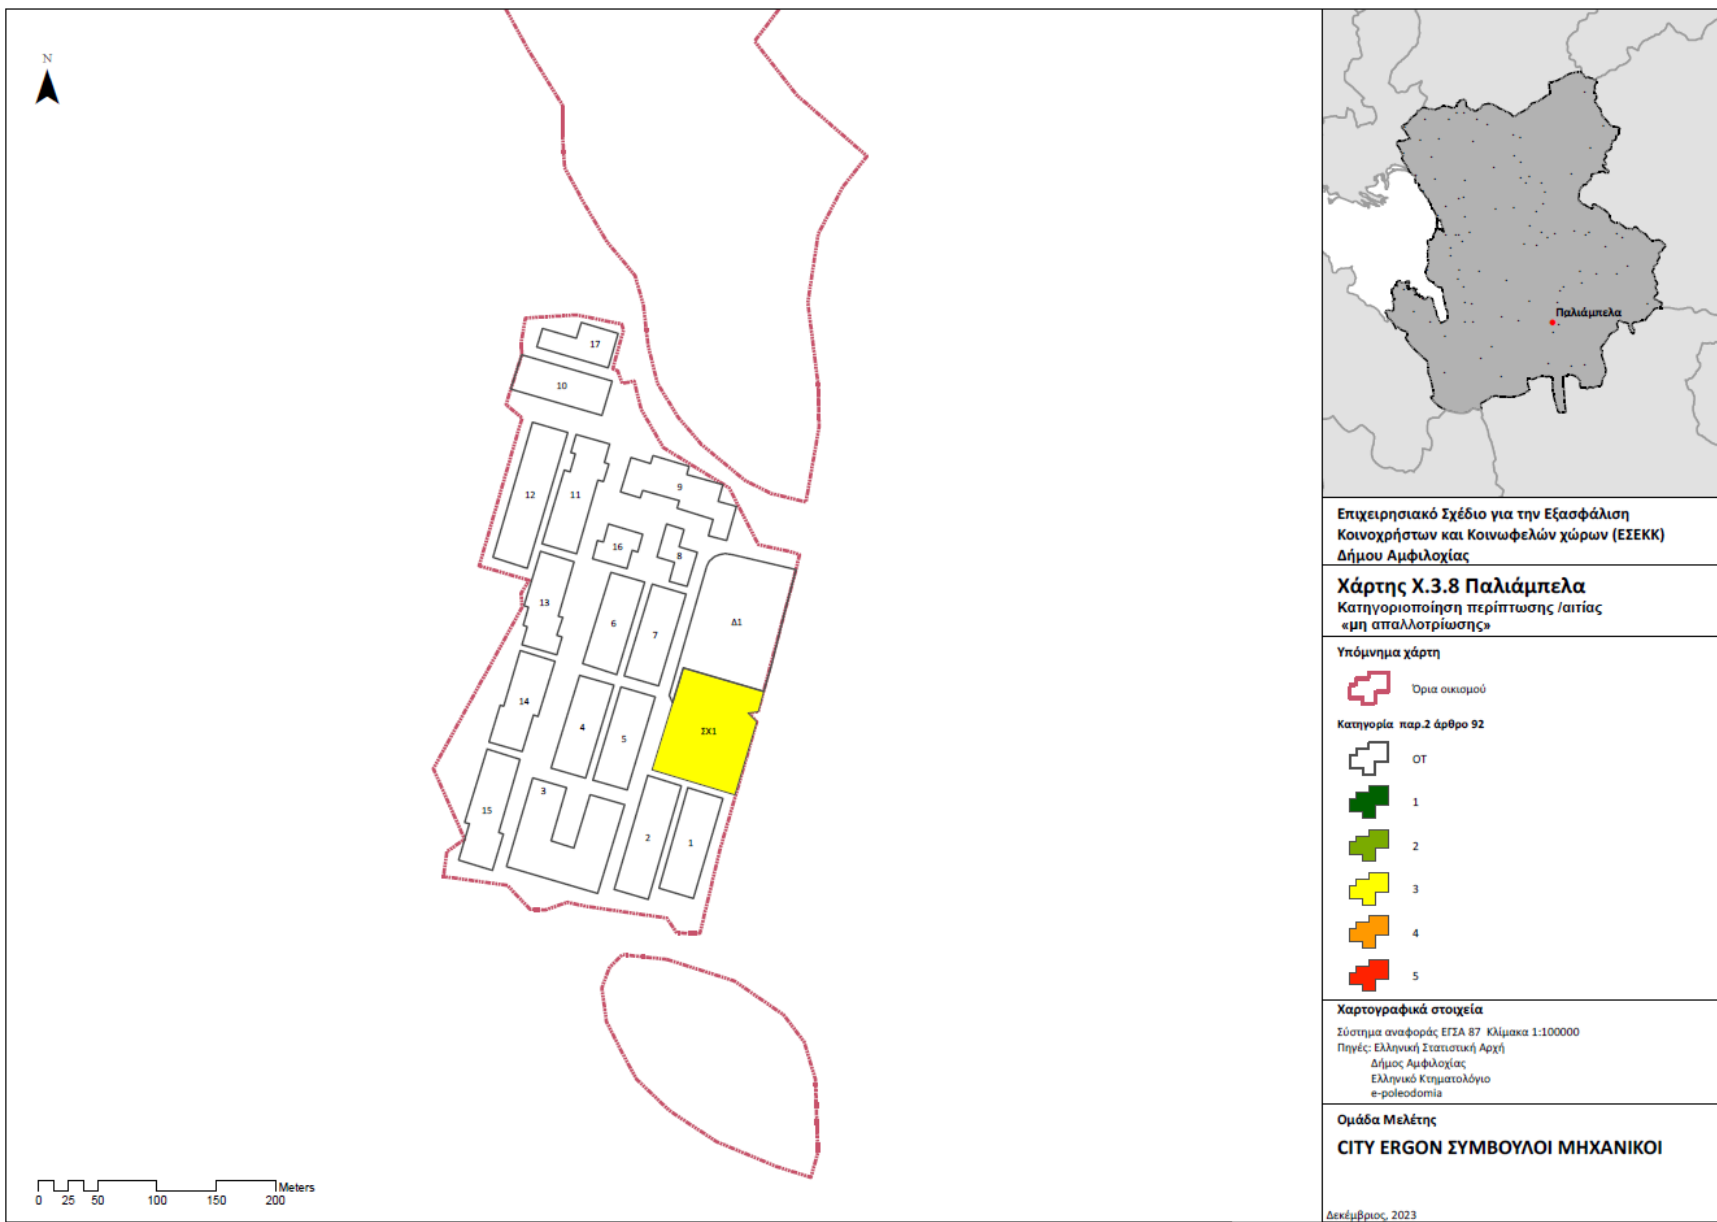 N
17
10
12
11
9
16
8
13
6
7
Δ1
14
4
5
ΣΧ1
15
3
2
1
Meters
0 25 50 100 150 200
Παλιάμπελα
Επιχειρησιακό Σχέδιο για την Εξασφάλιση
Κοινοχρήστων και Κοινωφελών χώρων (ΕΣΕΚΚ)
Δήμου Αμφιλοχίας
Χάρτης Χ.3.8 Παλιάμπελα
Κατηγοριοποίηση περίπτωσης /αιτίας
«μη απαλλοτρίωσης»
Υπόμνημα χάρτη
Όρια οικισμού
Κατηγορία παρ.2 άρθρο 92
ΟΤ
1
2
3
4
5
Χαρτογραφικά στοιχεία
Σύστημα αναφοράς ΕΓΣΑ 87 Κλίμακα 1:100000
Πηγές: Ελληνική Στατιστική Αρχή
Δήμος Αμφιλοχίας
Ελληνικό Κτηματολόγιο
e-poleodomia
Ομάδα Μελέτης
CITY ERGON ΣΥΜΒΟΥΛΟΙ ΜΗΧΑΝΙΚΟΙ
Δεκέμβριος, 2023